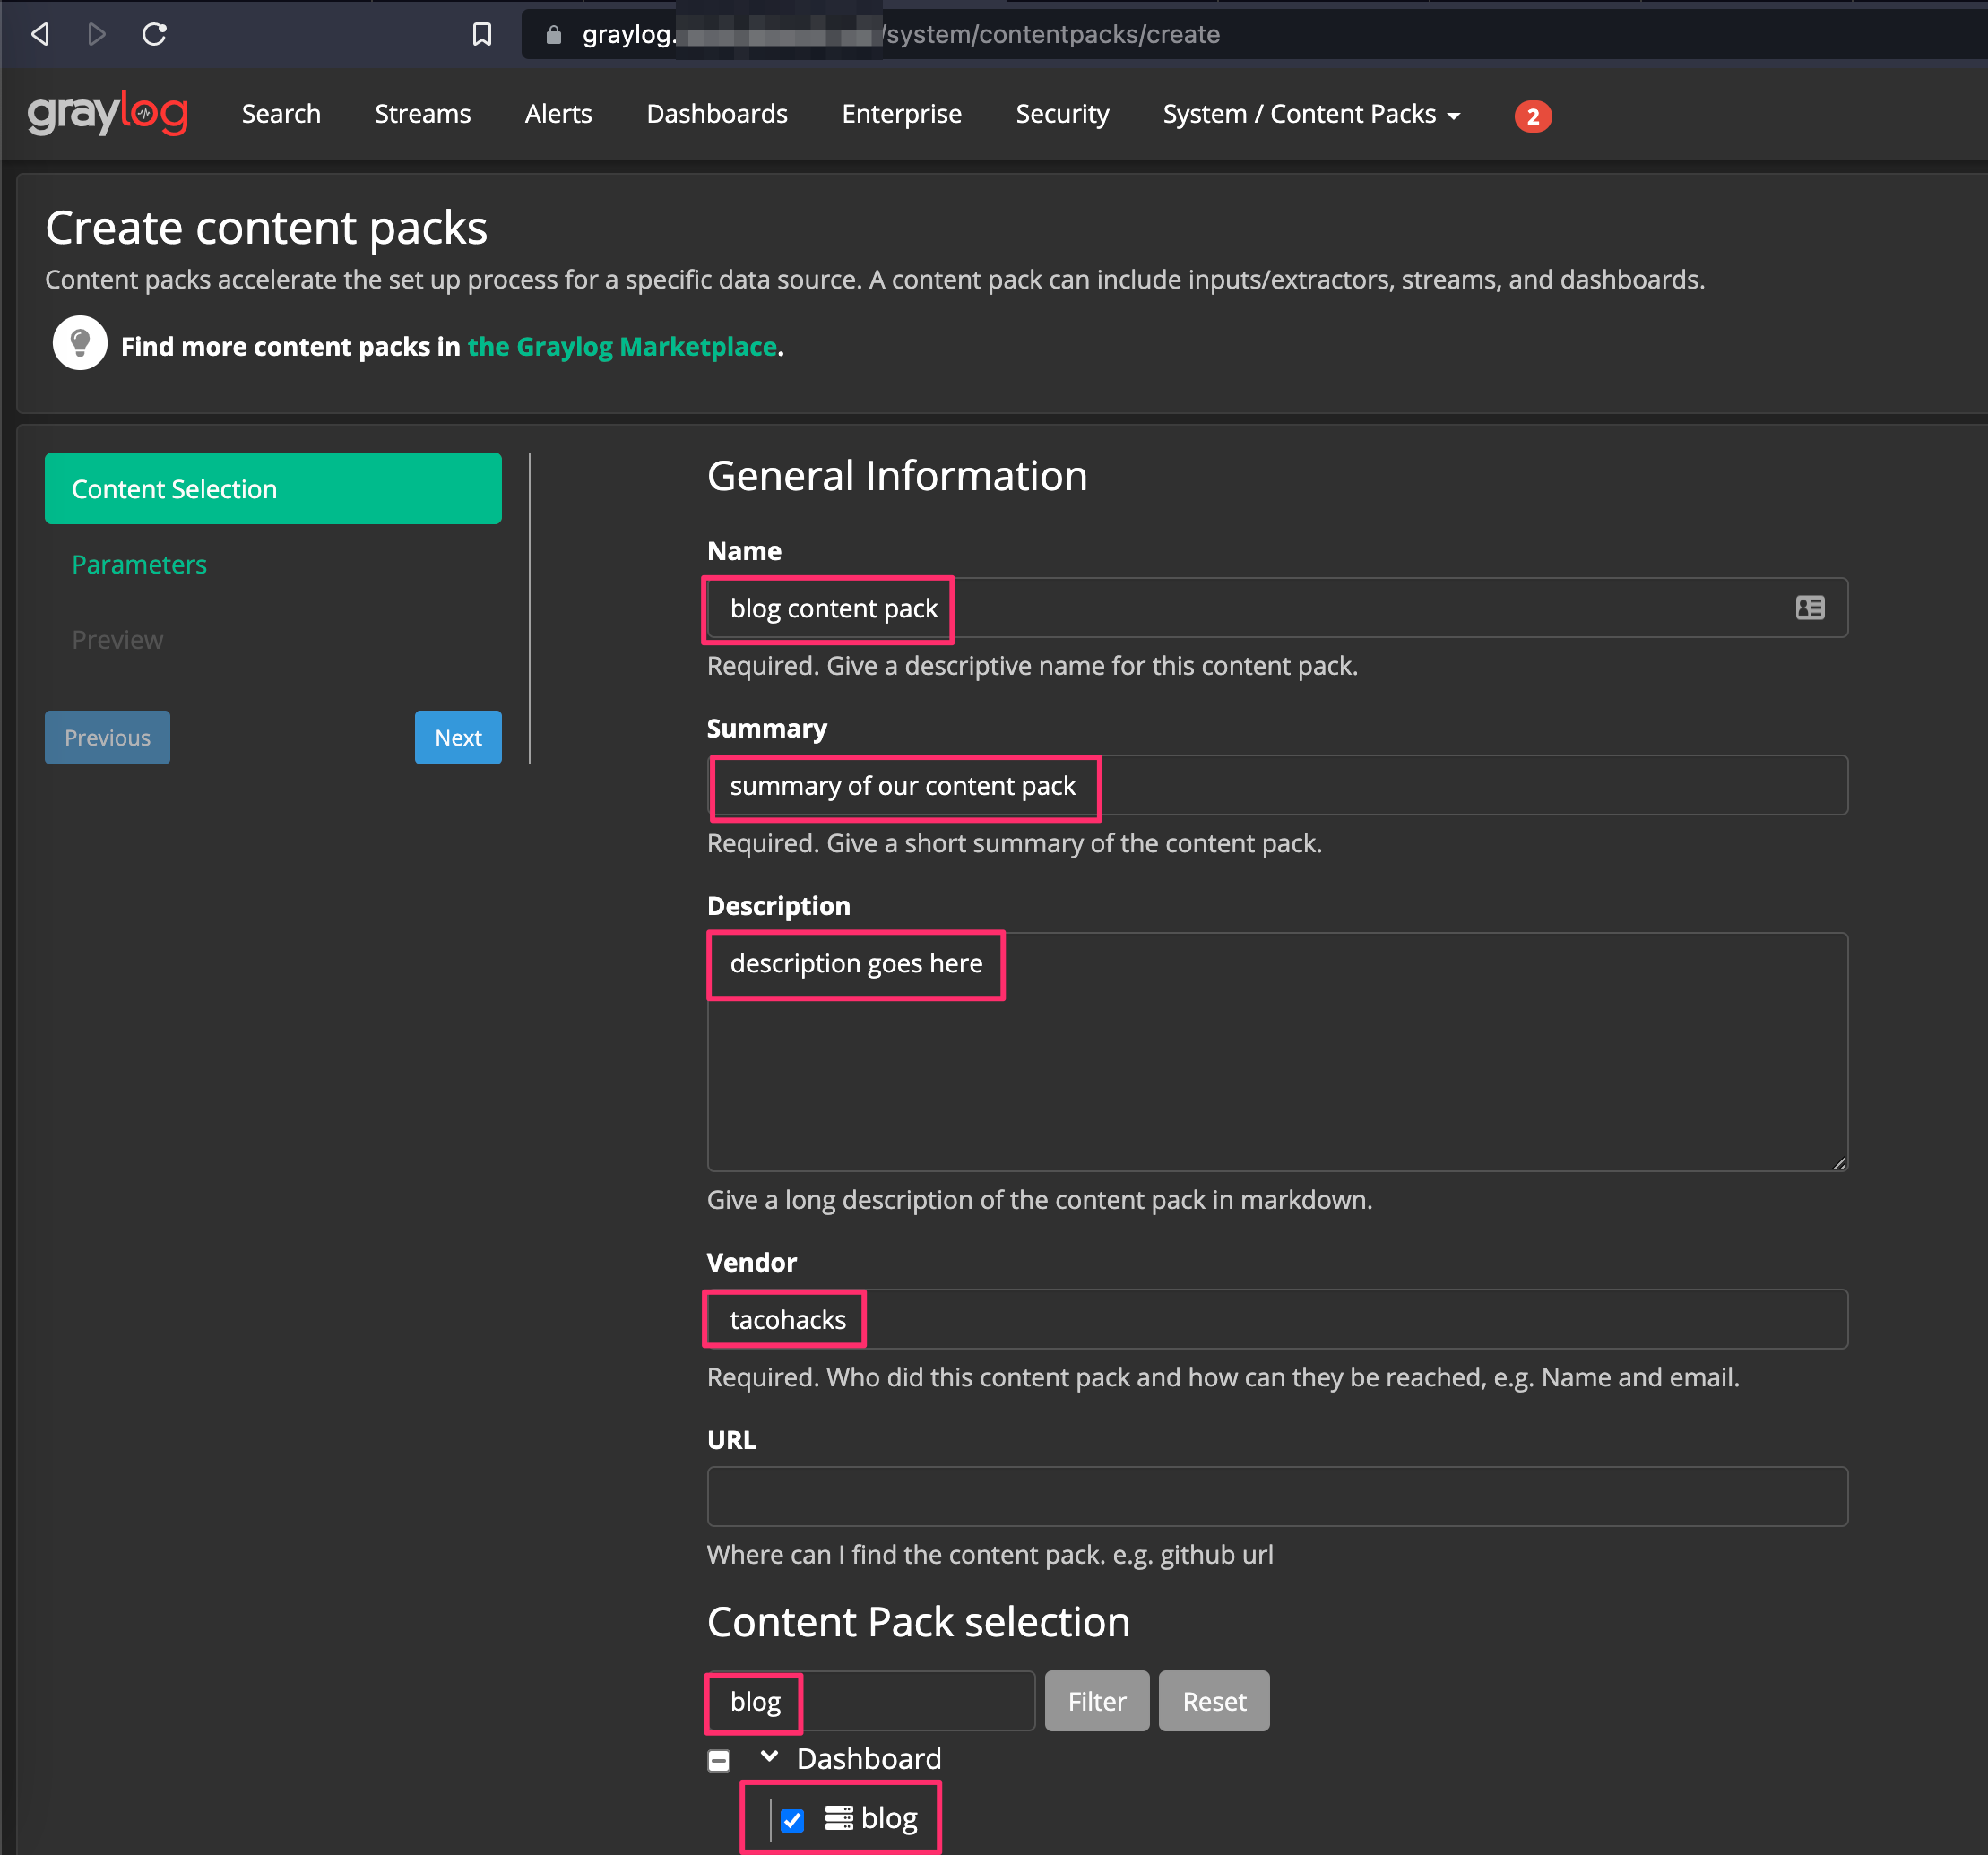 graylog.
/system/contentpacks/create
graylog Search Streams Alerts Dashboards Enterprise Security System / Content Packs 2
Create content packs
Content packs accelerate the set up process for a specific data source. A content pack can include inputs/extractors, streams, and dashboards.
Find more content packs in the Graylog Marketplace.
Content Selection
Parameters
Preview
Previous Next
General Information
Name
blog content pack
Required. Give a descriptive name for this content pack.
Summary
summary of our content pack
Required. Give a short summary of the content pack.
Description
description goes here
Give a long description of the content pack in markdown.
Vendor
tacohacks
Required. Who did this content pack and how can they be reached, e.g. Name and email.
URL
Where can I find the content pack. e.g. github url
Content Pack selection
blog Filter Reset
Dashboard
blog